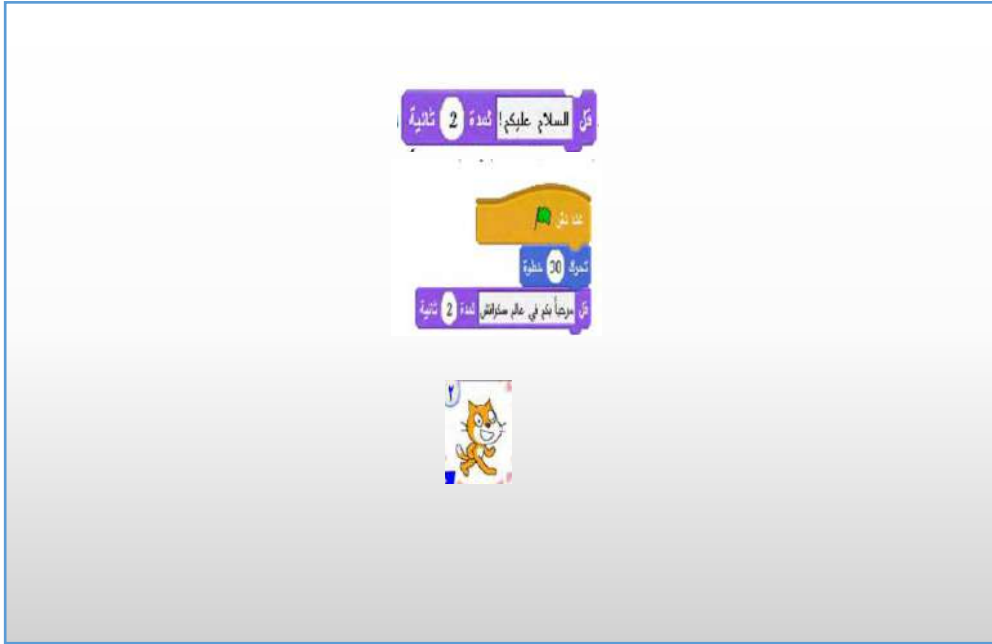 قل السلام عليكم! لمدة 2 ثانية
عند نقر
تحرك 30 خطوة
قل مرحباً بكم في عالم سكراتش لمدة 2 ثانية
٢